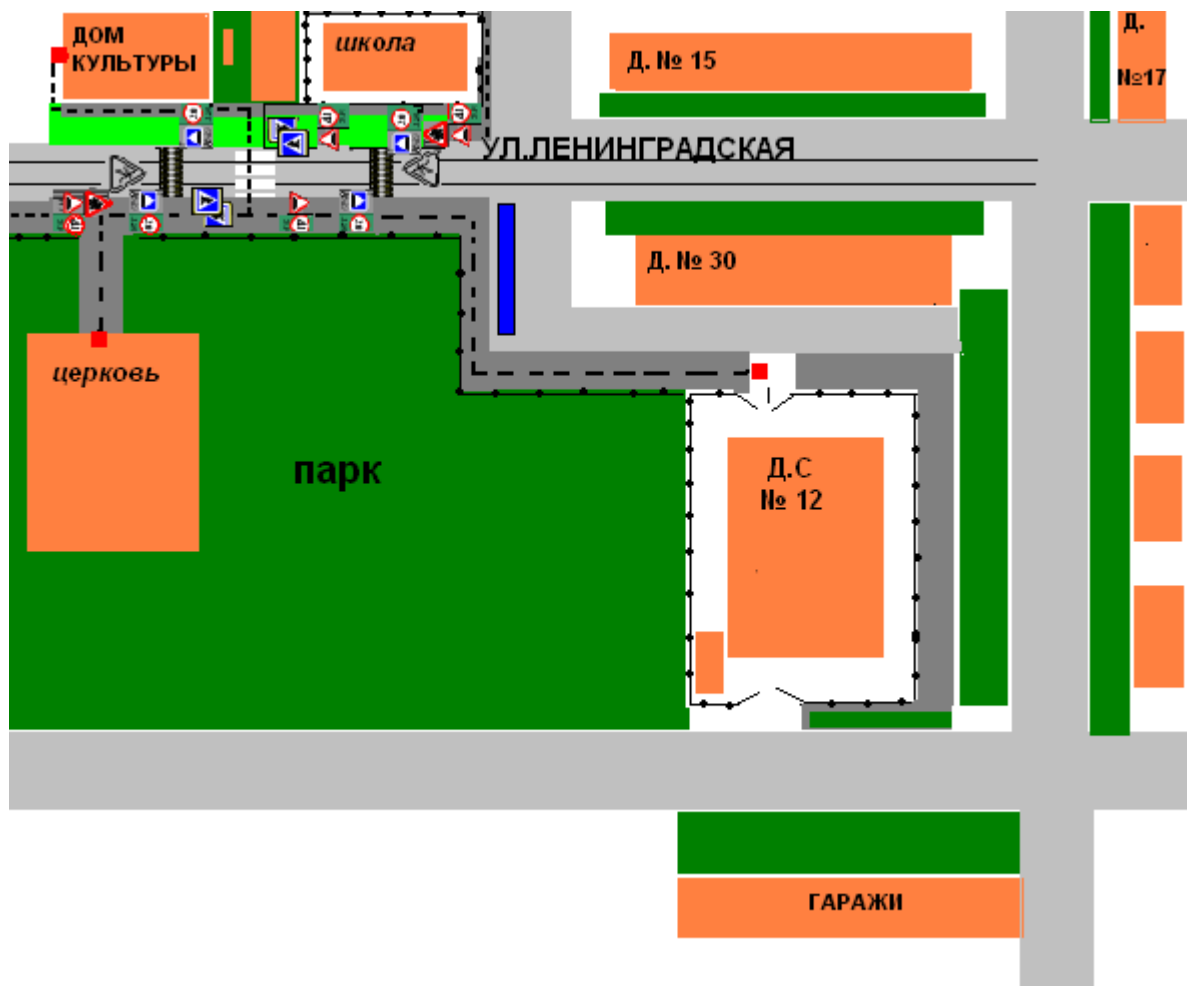 ДОМ
КУЛЬТУРЫ
школа
Д. № 15
Д.
№17
УЛ.ЛЕНИНГРАДСКАЯ
Д. № 30
церковь
парк
Д.С
№ 12
ГАРАЖИ